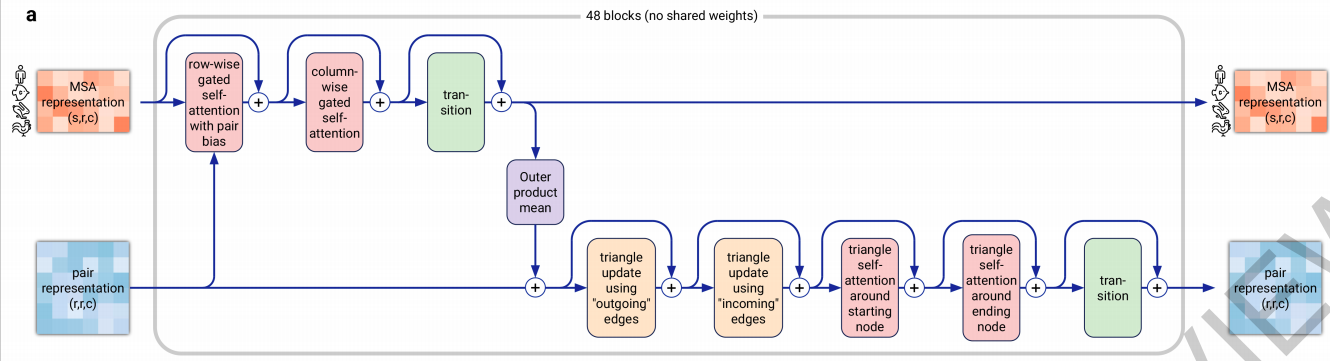 a
48 blocks (no shared weights)
MSA
representation
(s,r,c)
row-wise
gated
self-
attention
with pair
bias
+
column-
wise
gated
self-
attention
+
tran-
sition
+
MSA
representation
(s,r,c)
Outer
product
mean
pair
representation
(r,r,c)
+
triangle
update
using
"outgoing"
edges
+
triangle
update
using
"incoming"
edges
+
triangle
self-
attention
around
starting
node
+
triangle
self-
attention
around
ending
node
+
tran-
sition
+
pair
representation
(r,r,c)